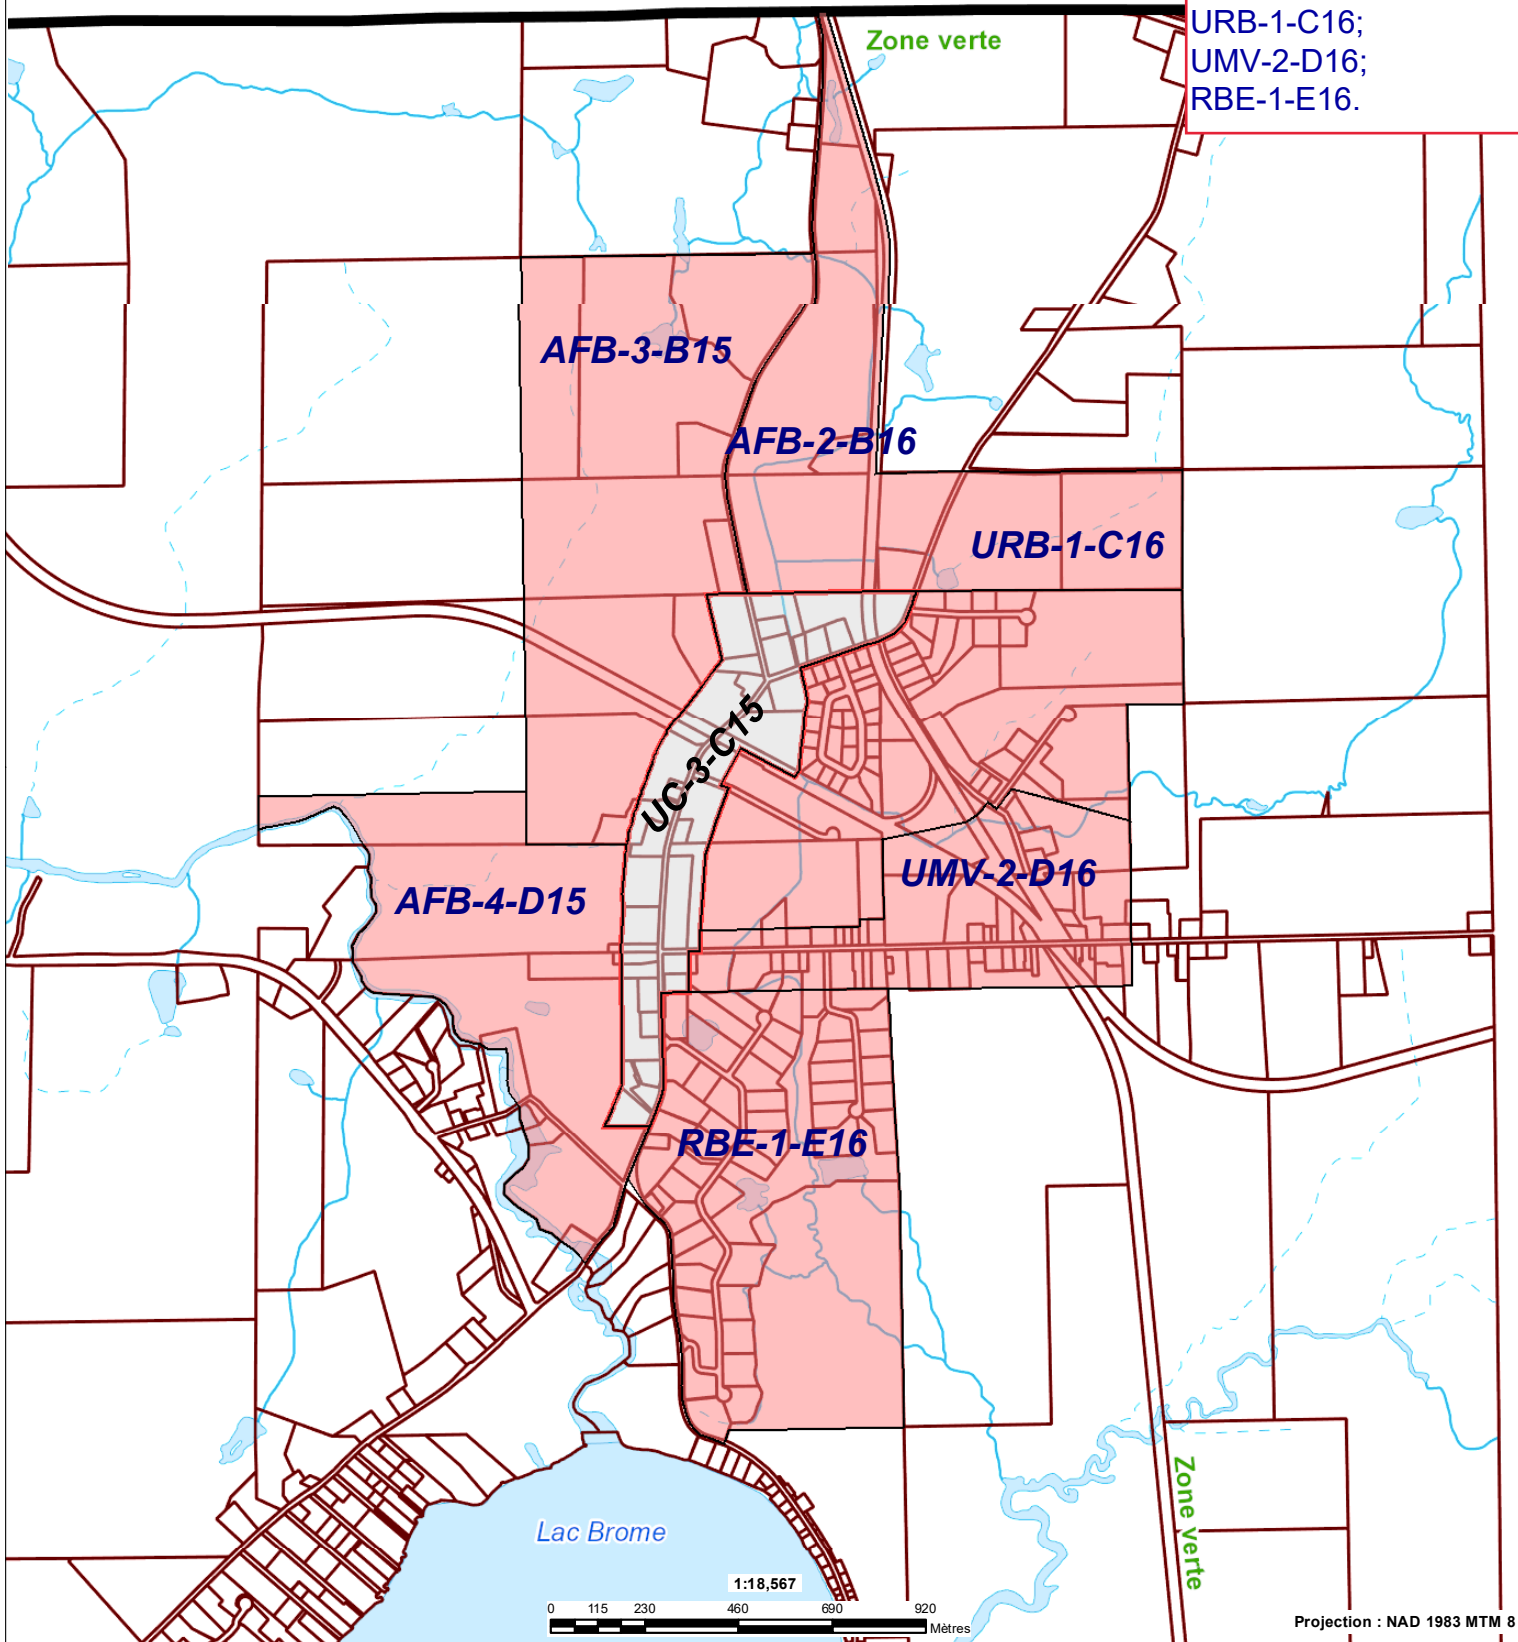 URB-1-C16;
UMV-2-D16;
RBE-1-E16.
Zone verte
AFB-3-B15
AFB-2-B16
URB-1-C16
UC-3-C15
UMV-2-D16
AFB-4-D15
RBE-1-E16
Zone verte
Lac Brome
1:18,567
0 115 230 460 690 920
Mètres
Projection : NAD 1983 MTM 8